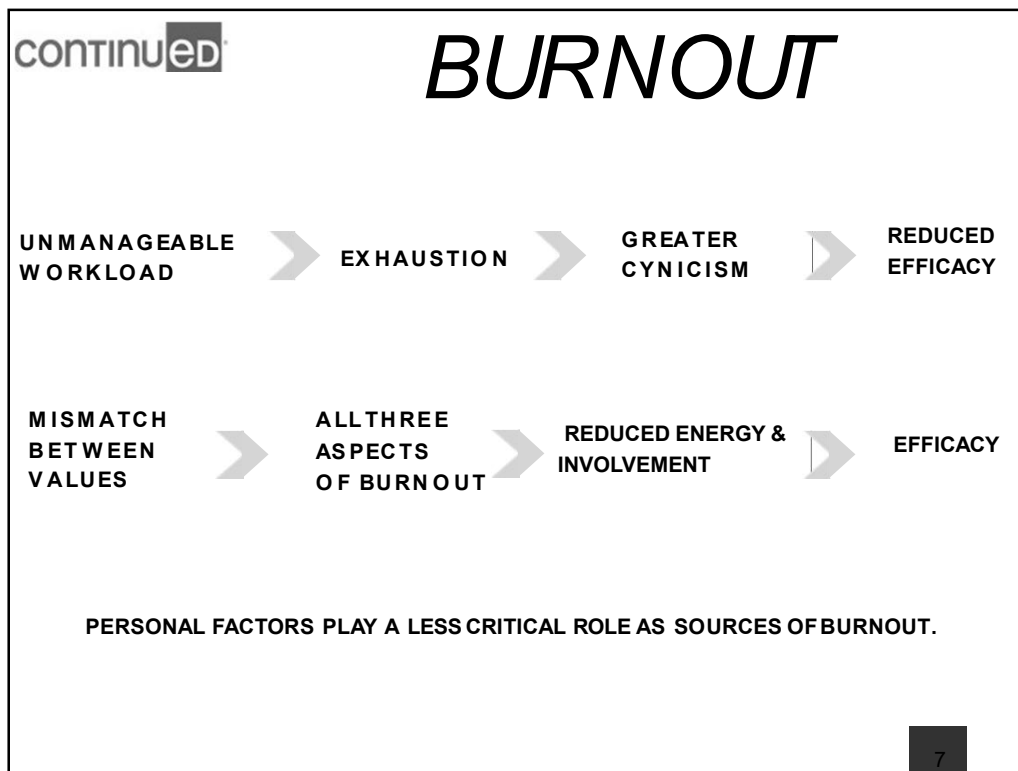 continued
BURNOUT
UNMANAGEABLE
WORKLOAD
EXHAUSTION
GREATER
CYNICISM
REDUCED
EFFICACY
MISMATCH
BETWEEN
VALUES
ALL THREE
ASPECTS
OF BURNOUT
REDUCED ENERGY &
INVOLVEMENT
EFFICACY
PERSONAL FACTORS PLAY A LESS CRITICAL ROLE AS SOURCES OF BURNOUT.
7